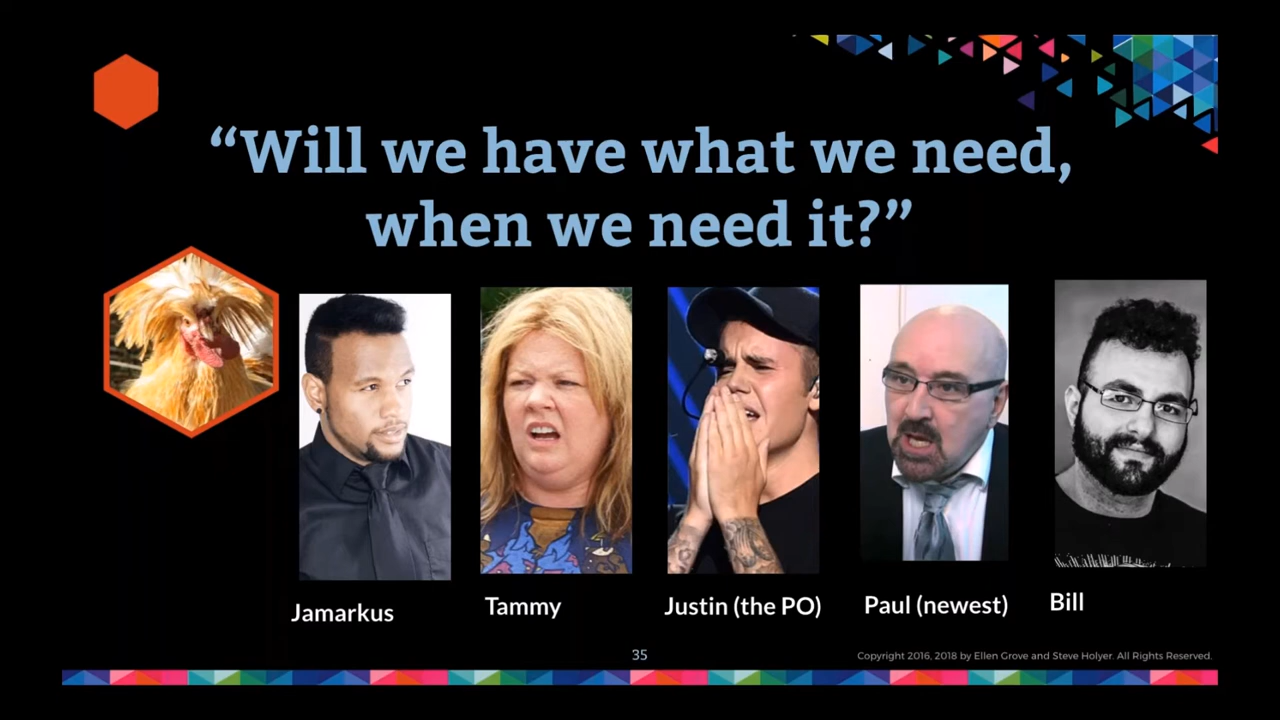 “Will we have what we need,
when we need it?”
Jamarkus
Tammy
Justin (the PO)
Paul (newest)
Bill
35
Copyright 2016, 2018 by Ellen Grove and Steve Holyer. All Rights Reserved.